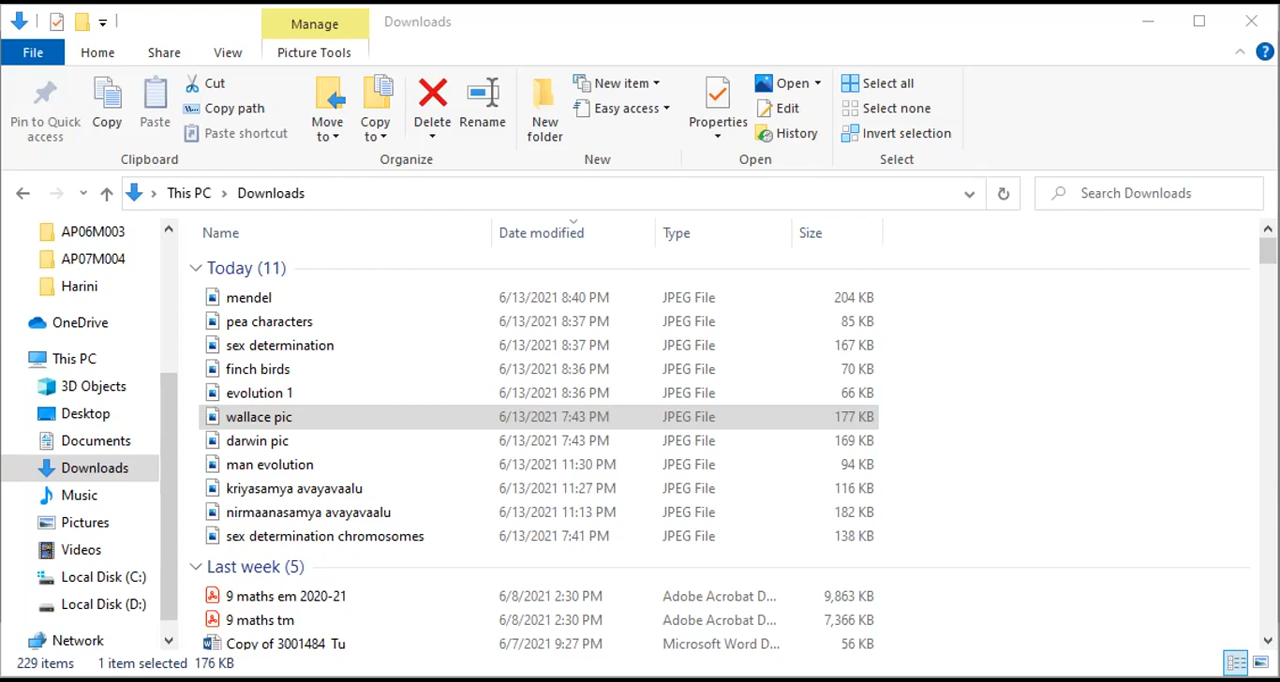 Manage Downloads
File Home Share View Picture Tools
Pin to Quick access
Copy
Paste
Cut
Copy path
Paste shortcut
Clipboard
Move to
Copy to
Delete
Rename
Organize
New folder
New item
Easy access
New
Properties
Open
Edit
History
Open
Select all
Select none
Invert selection
Select
This PC Downloads Search Downloads
AP06M003
AP07M004
Harini
OneDrive
This PC
3D Objects
Desktop
Documents
Downloads
Music
Pictures
Videos
Local Disk (C:)
Local Disk (D:)
Network
Name Date modified Type Size
Today (11)
mendel 6/13/2021 8:40 PM JPEG File 204 KB
pea characters 6/13/2021 8:37 PM JPEG File 85 KB
sex determination 6/13/2021 8:37 PM JPEG File 167 KB
finch birds 6/13/2021 8:36 PM JPEG File 70 KB
evolution 1 6/13/2021 8:36 PM JPEG File 66 KB
wallace pic 6/13/2021 7:43 PM JPEG File 177 KB
darwin pic 6/13/2021 7:43 PM JPEG File 169 KB
man evolution 6/13/2021 11:30 PM JPEG File 94 KB
kriyasamya avayavaalu 6/13/2021 11:27 PM JPEG File 116 KB
nirmaanasamya avayavaalu 6/13/2021 11:13 PM JPEG File 182 KB
sex determination chromosomes 6/13/2021 7:41 PM JPEG File 138 KB
Last week (5)
9 maths em 2020-21 6/8/2021 2:30 PM Adobe Acrobat D... 9,863 KB
9 maths tm 6/8/2021 2:30 PM Adobe Acrobat D... 7,366 KB
Copy of 3001484 Tu 6/7/2021 9:27 PM Microsoft Word D... 56 KB
229 items 1 item selected 176 KB